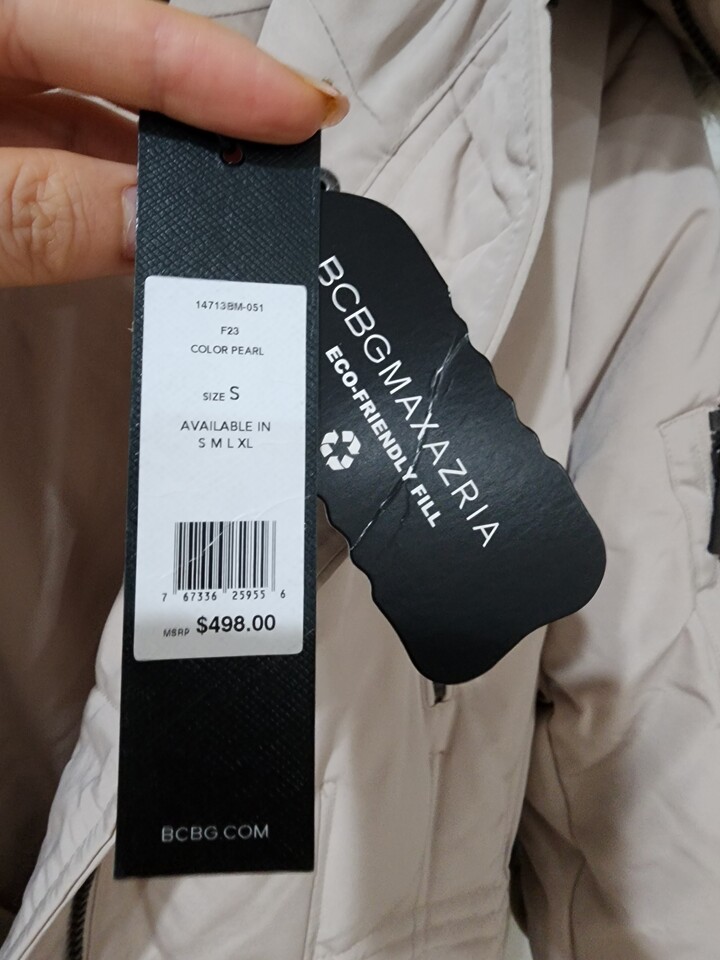 14713BM-051
F23
COLOR PEARL
SIZE S
AVAILABLE IN
S M L XL
7 67336 25955 6
MSRP $498.00
BCBG.COM
BCBGMAXAZRIA
ECO-FRIENDLY FILL